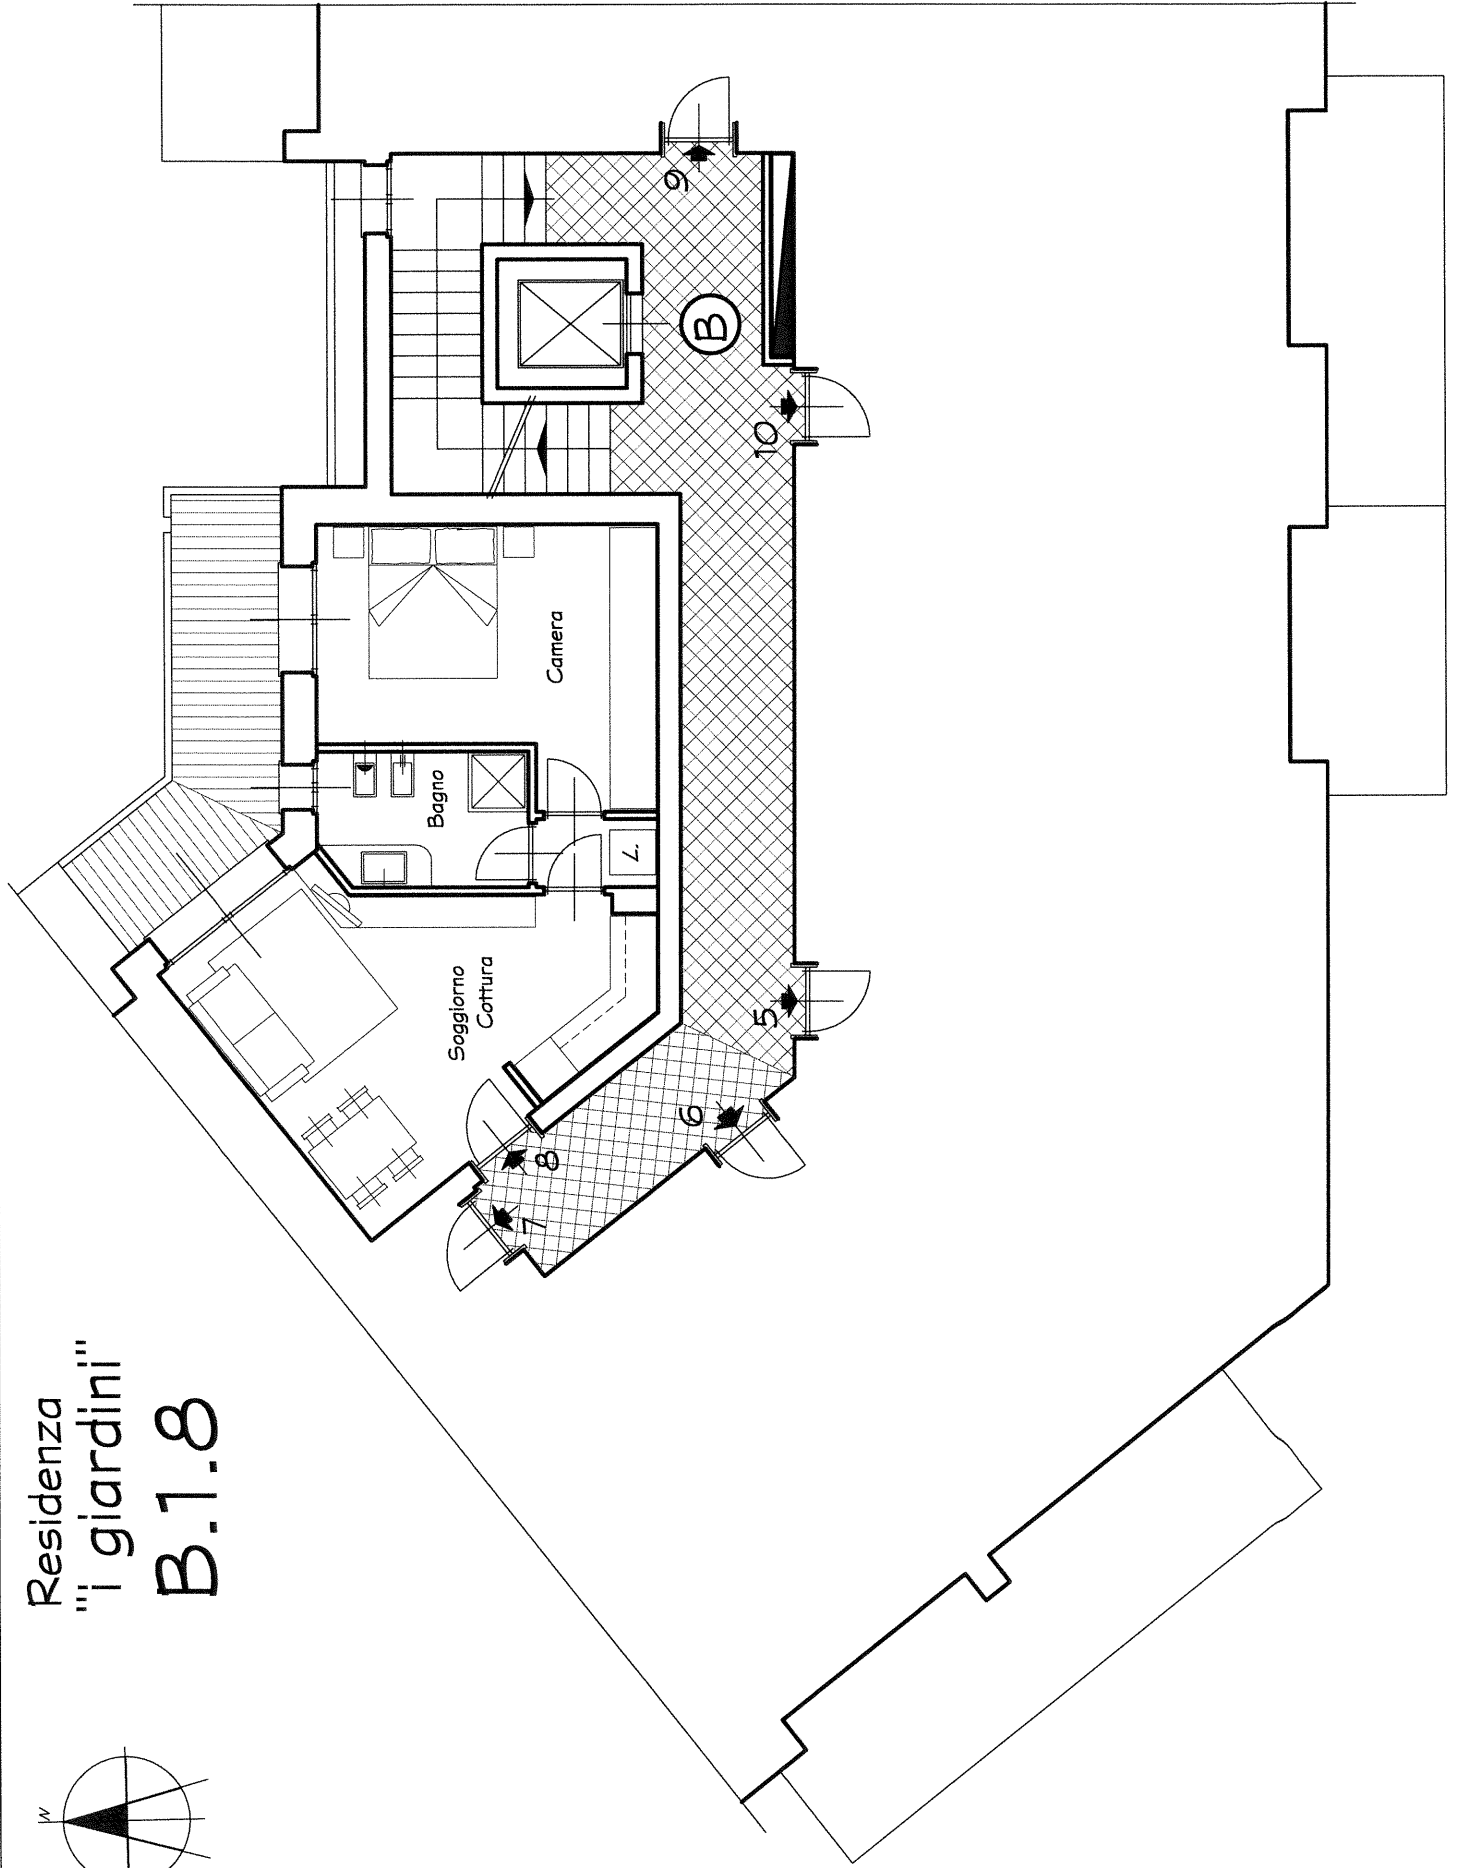 Residenza
"'i giardini'"
B.1.8
N
9
B
10
Camera
Bagno
L.
Soggiorno
Cottura
5
6
8
7